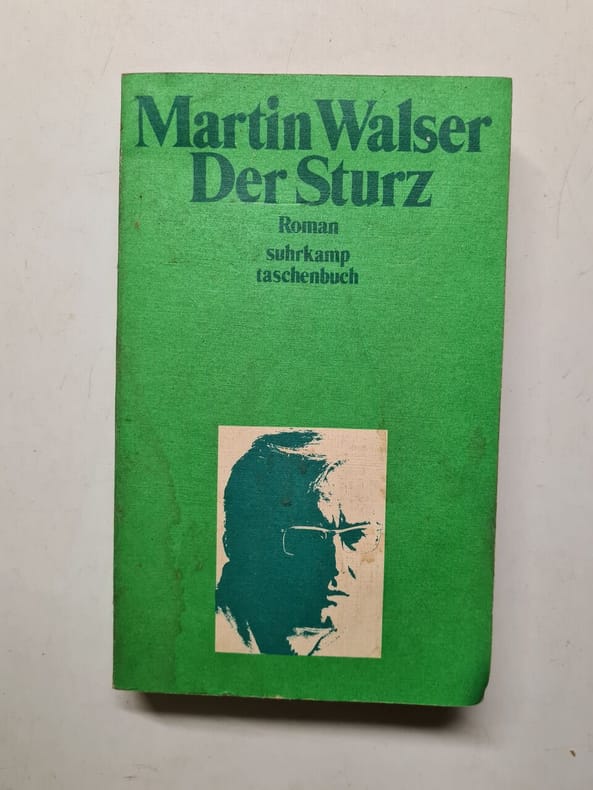 Martin Walser
Der Sturz
Roman
suhrkamp
taschenbuch